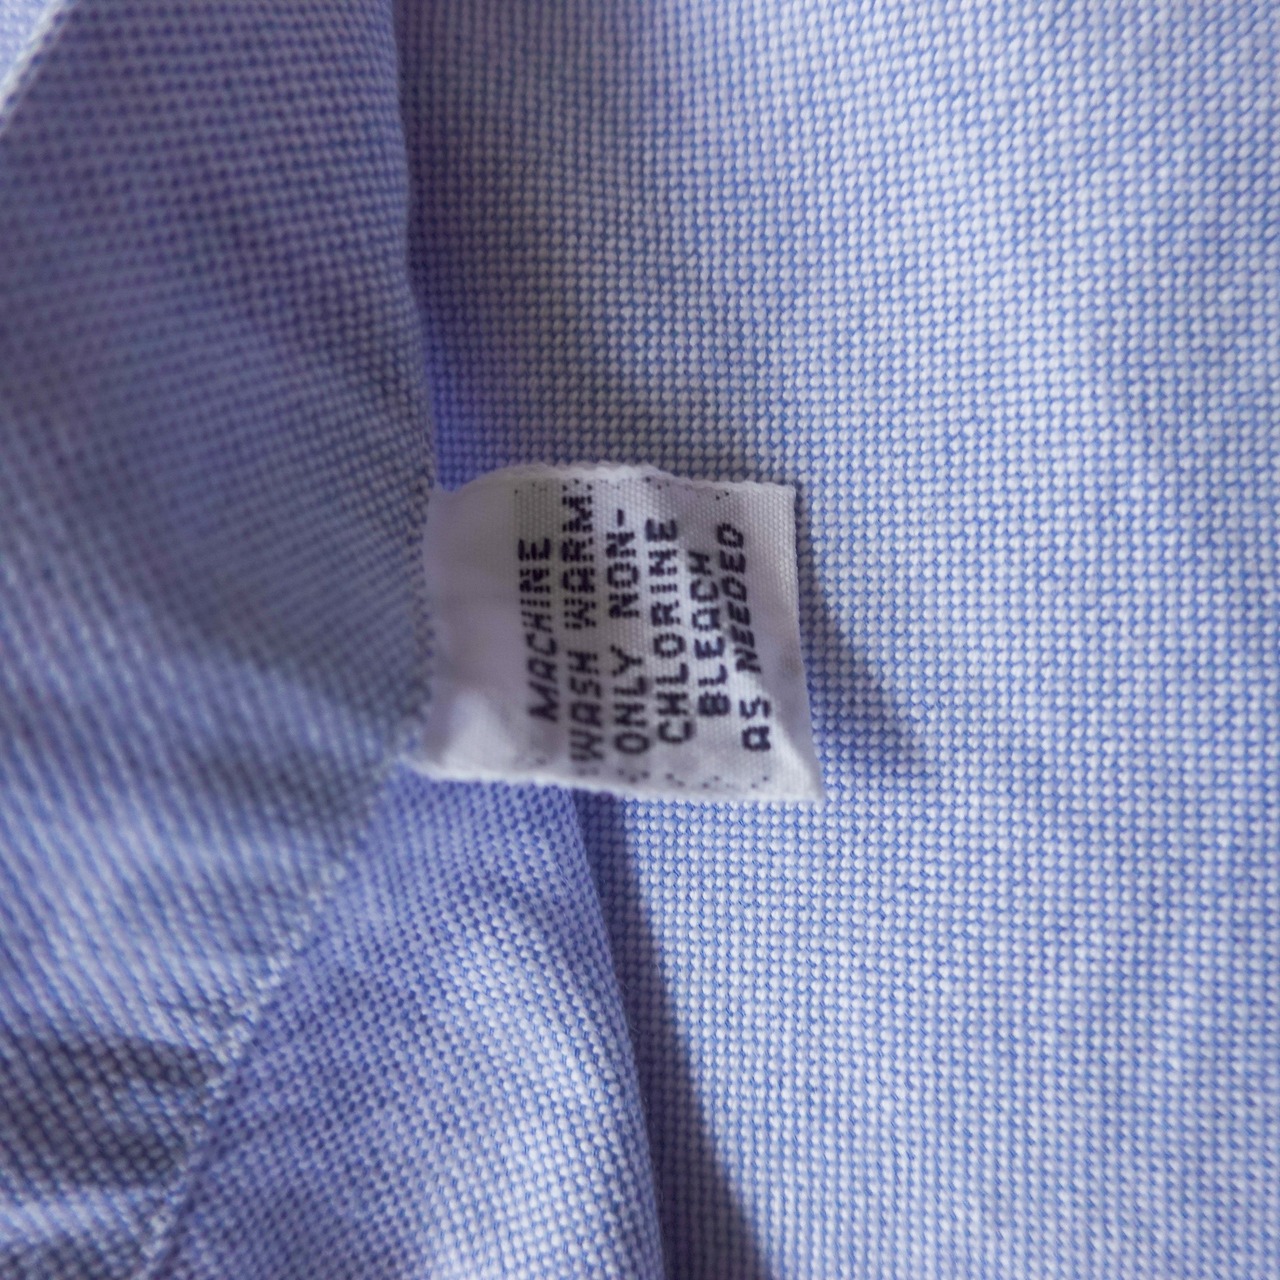 MACHINE
WASH WARM
ONLY NON-
CHLORINE
BLEACH
AS NEEDED